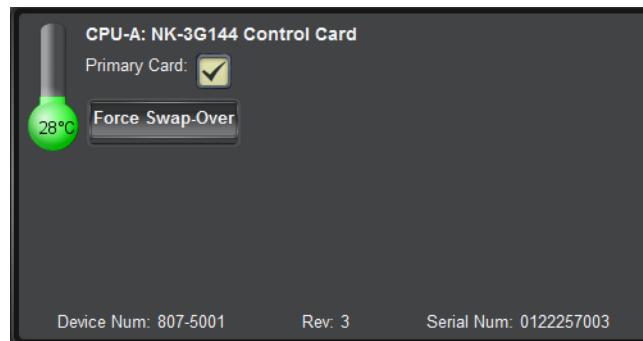 CPU-A: NK-3G144 Control Card
Primary Card:
28°C
Force Swap-Over
Device Num: 807-5001 Rev: 3 Serial Num: 0122257003